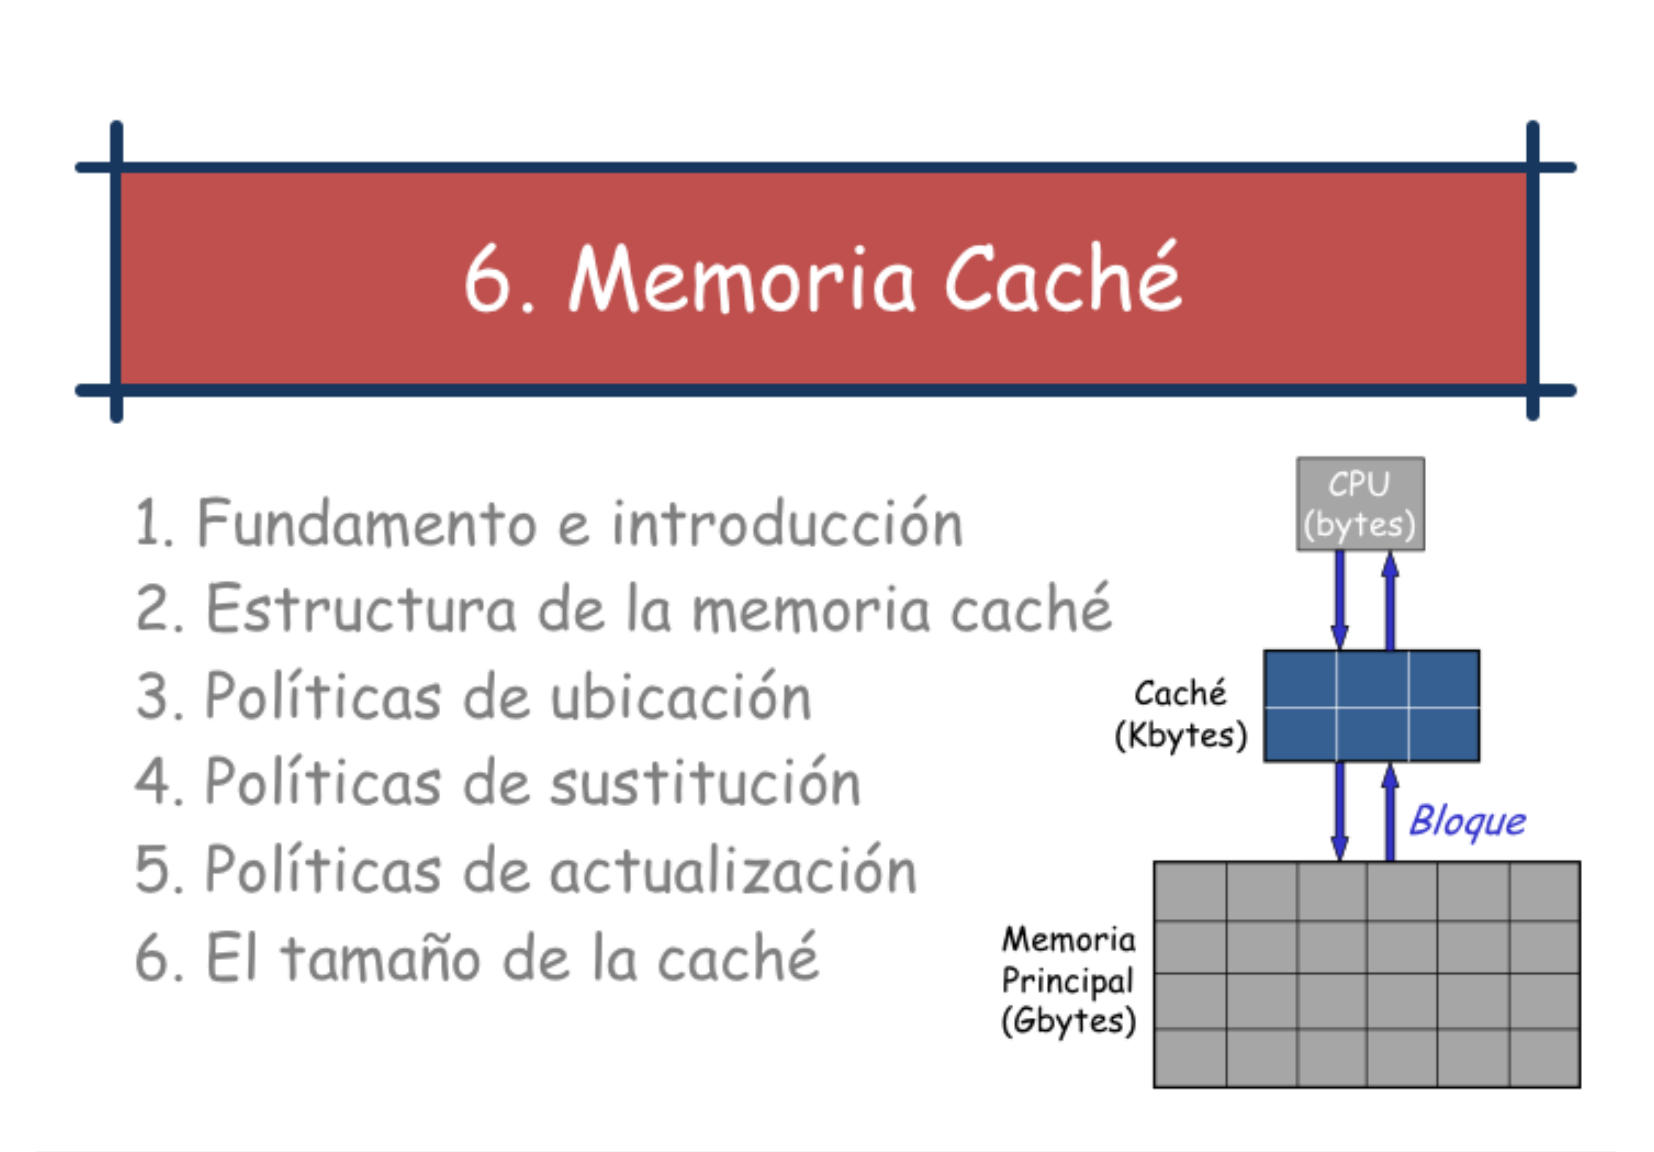 6. Memoria Caché
1. Fundamento e introducción
2. Estructura de la memoria caché
3. Políticas de ubicación
4. Políticas de sustitución
5. Políticas de actualización
6. El tamaño de la caché
CPU
(bytes)
Caché
(Kbytes)
Bloque
Memoria
Principal
(Gbytes)